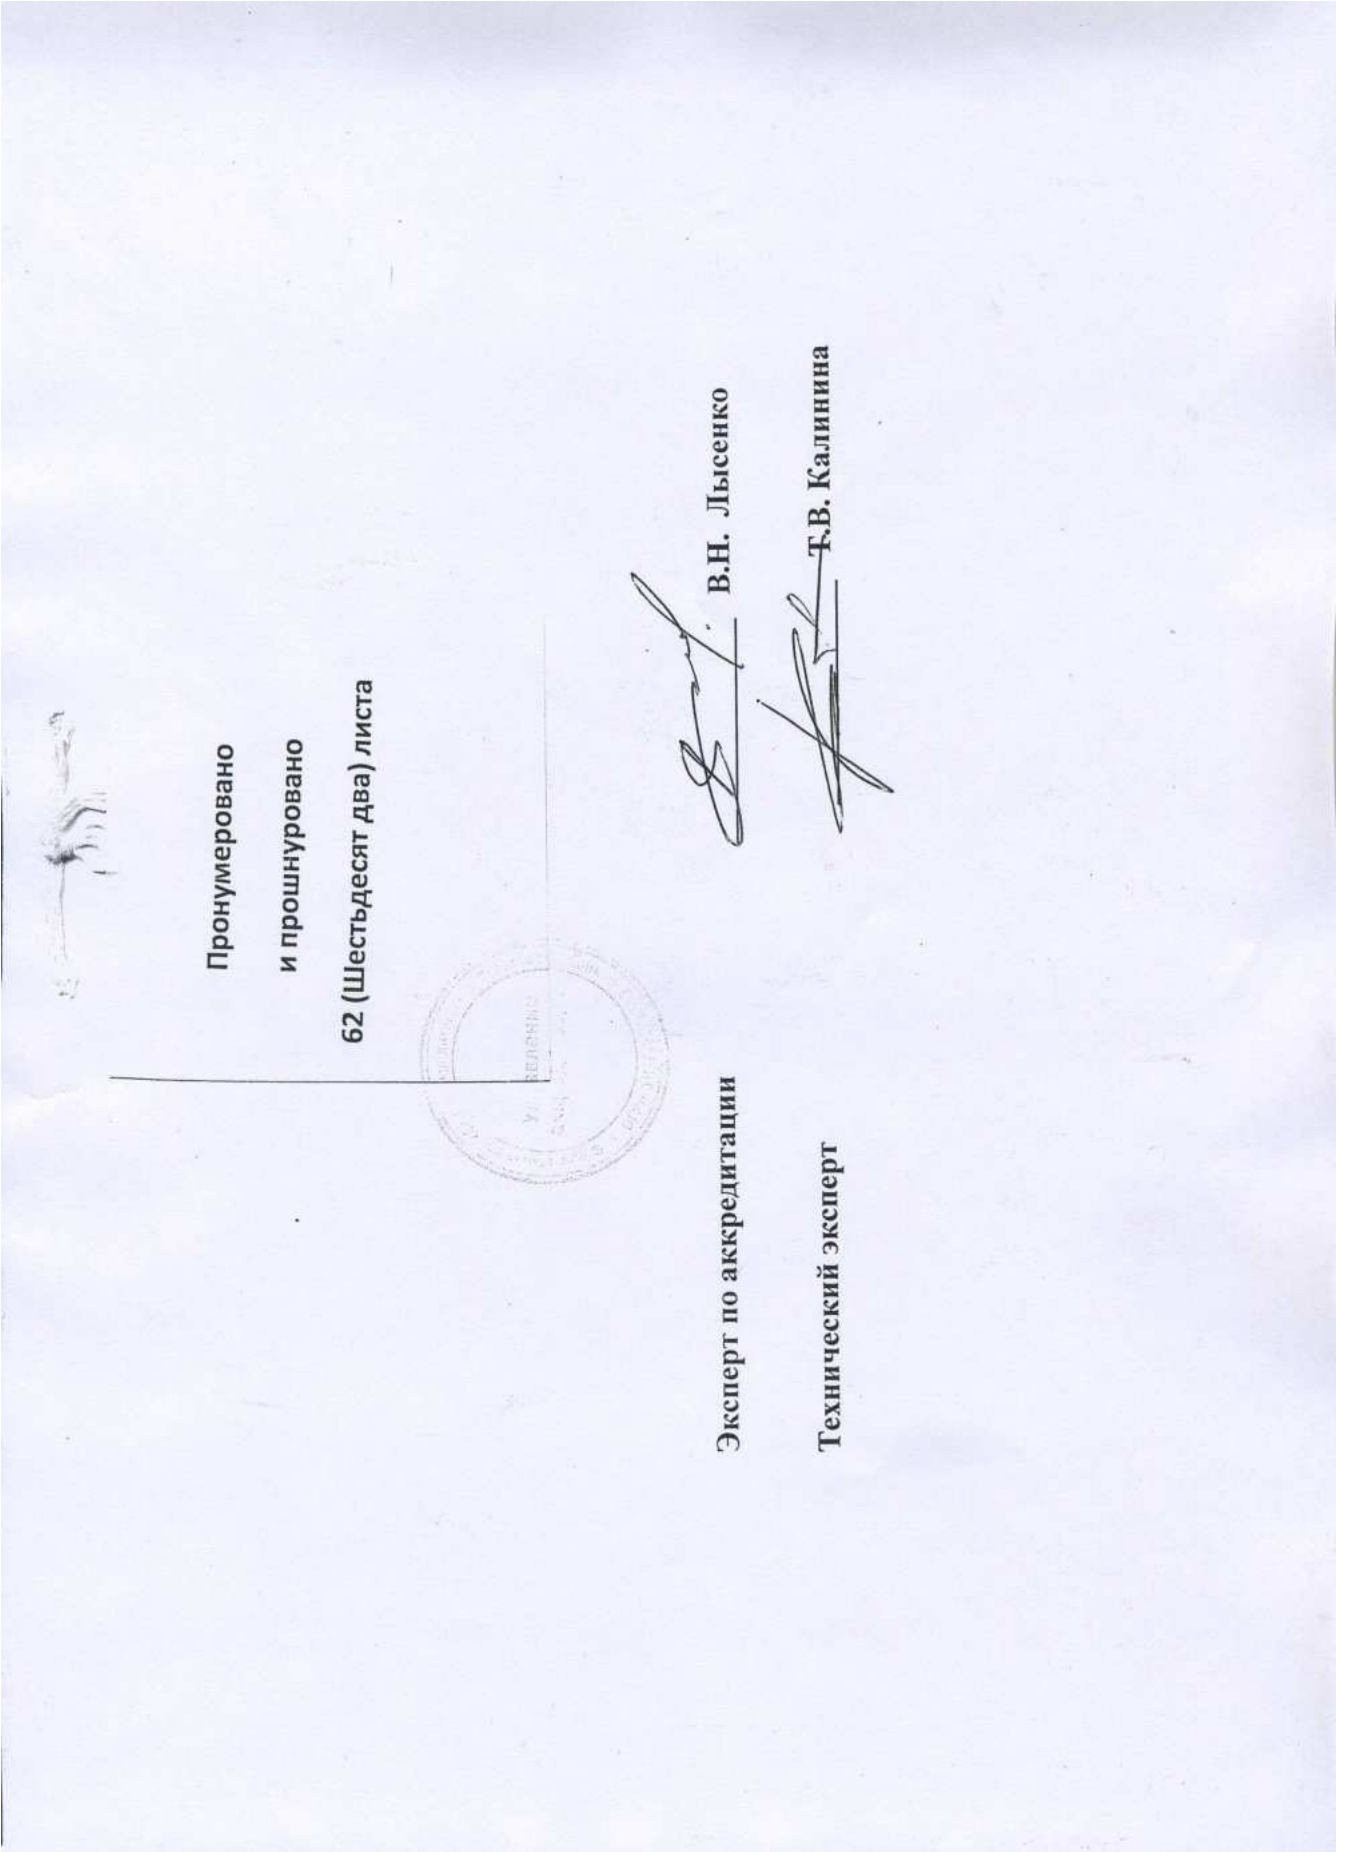 Пронумеровано
и прошнуровано
62 (Шестьдесят два) листа
Эксперт по аккредитации В.Н. Лысенко
Технический эксперт Т.В. Калинина